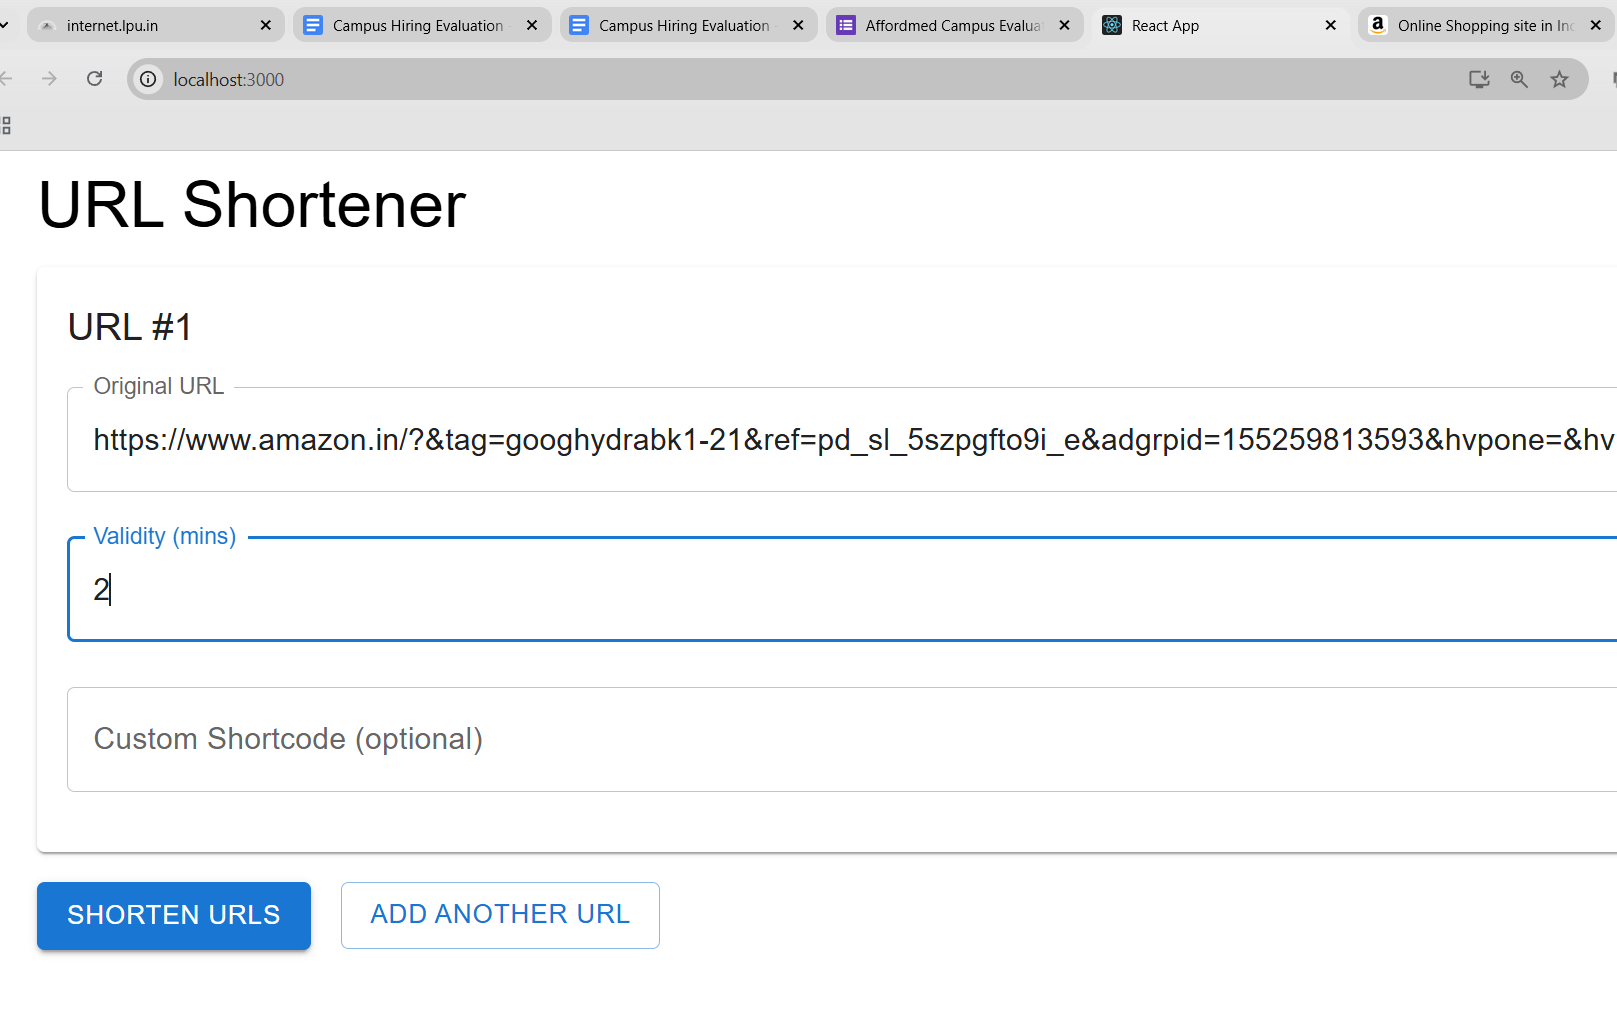 internet.lpu.in
Campus Hiring Evaluation
Campus Hiring Evaluation
Affordmed Campus Evaluat
React App
Online Shopping site in Inc
localhost:3000
URL Shortener
URL #1
Original URL
https://www.amazon.in/?&tag=googhydrabk1-21&ref=pd_sl_5szpgfto9i_e&adgrpid=155259813593&hvpone=&hv
Validity (mins)
2
Custom Shortcode (optional)
SHORTEN URLS
ADD ANOTHER URL